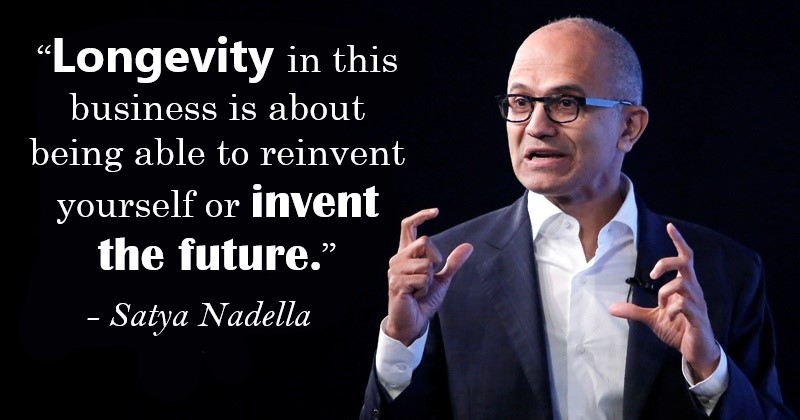 “Longevity in this
business is about
being able to reinvent
yourself or invent
the future.”
– Satya Nadella